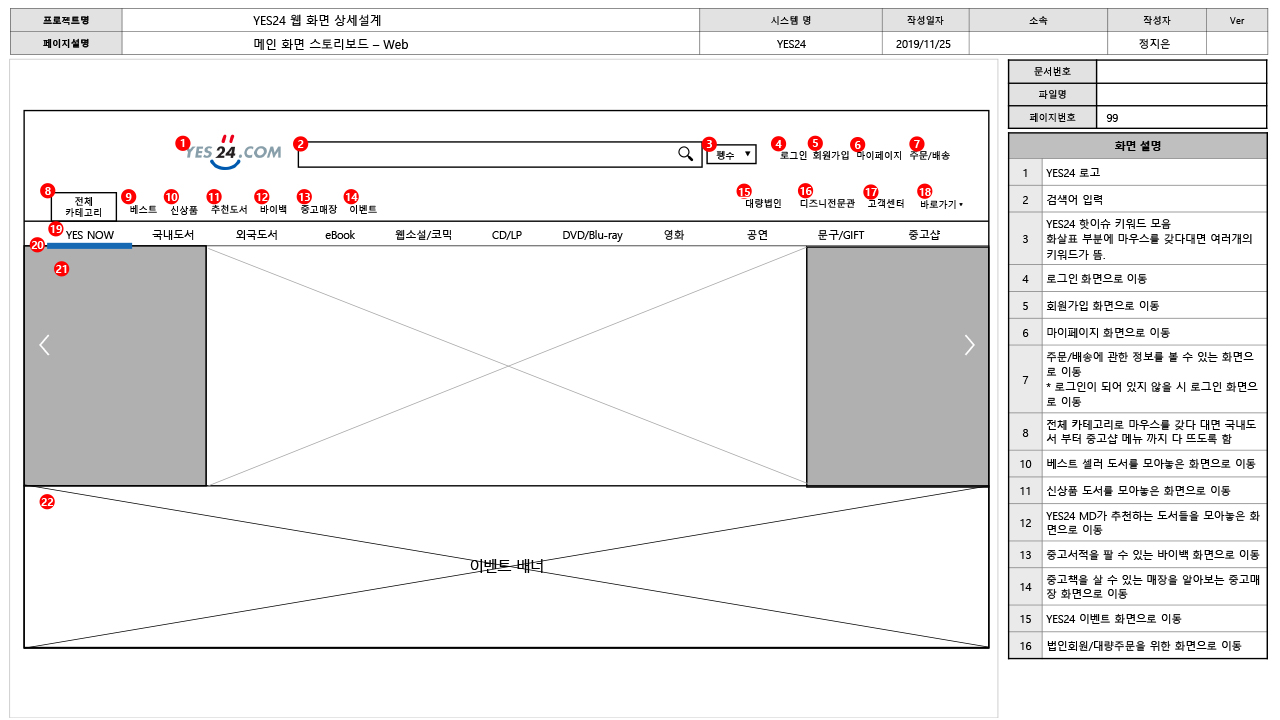 프로젝트명 YES24 웹 화면 상세설계 시스템 명 작성일자 소속 작성자 Ver
페이지설명 메인 화면 스토리보드 – Web YES24 2019/11/25 정지은
문서번호
파일명
페이지번호 99
화면 설명
1 YES24 로고
2 검색어 입력
3 YES24 핫이슈 키워드 모음
화살표 부분에 마우스를 갖다대면 여러개의
키워드가 뜸.
4 로그인 화면으로 이동
5 회원가입 화면으로 이동
6 마이페이지 화면으로 이동
7 주문/배송에 관한 정보를 볼 수 있는 화면으
로 이동
* 로그인이 되어 있지 않을 시 로그인 화면으
로 이동
8 전체 카테고리로 마우스를 갖다 대면 국내도
서 부터 중고샵 메뉴 까지 다 뜨도록 함
10 베스트 셀러 도서를 모아놓은 화면으로 이동
11 신상품 도서를 모아놓은 화면으로 이동
12 YES24 MD가 추천하는 도서들을 모아놓은 화
면으로 이동
13 중고서적을 팔 수 있는 바이백 화면으로 이동
14 중고책을 살 수 있는 매장을 알아보는 중고매
장 화면으로 이동
15 YES24 이벤트 화면으로 이동
16 법인회원/대량주문을 위한 화면으로 이동
1 YES24.COM 2 3 펭수 ▼ 4 로그인 5 회원가입 6 마이페이지 7 주문/배송
8 전체
카테고리
9 베스트 10 신상품 11 추천도서 12 바이백 13 중고매장 14 이벤트 15 대량법인 16 디즈니전문관 17 고객센터 18 바로가기▾
19 YES NOW 국내도서 외국도서 eBook 웹소설/코믹 CD/LP DVD/Blu-ray 영화 공연 문구/GIFT 중고샵
20
21
22
이벤트 배너